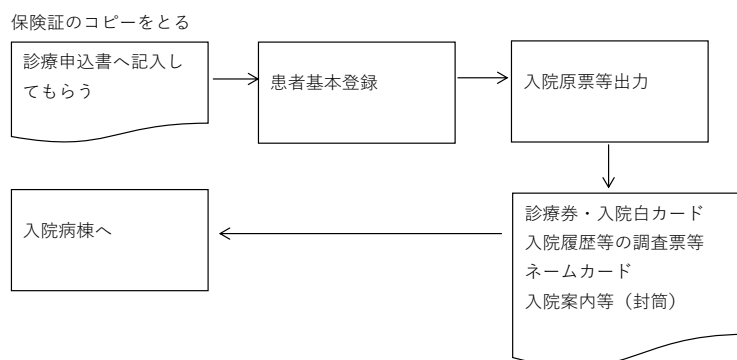 保険証のコピーをとる
診療申込書へ記入し
てもらう
患者基本登録
入院原票等出力
診療券・入院白カード
入院履歴等の調査票等
ネームカード
入院案内等（封筒）
入院病棟へ